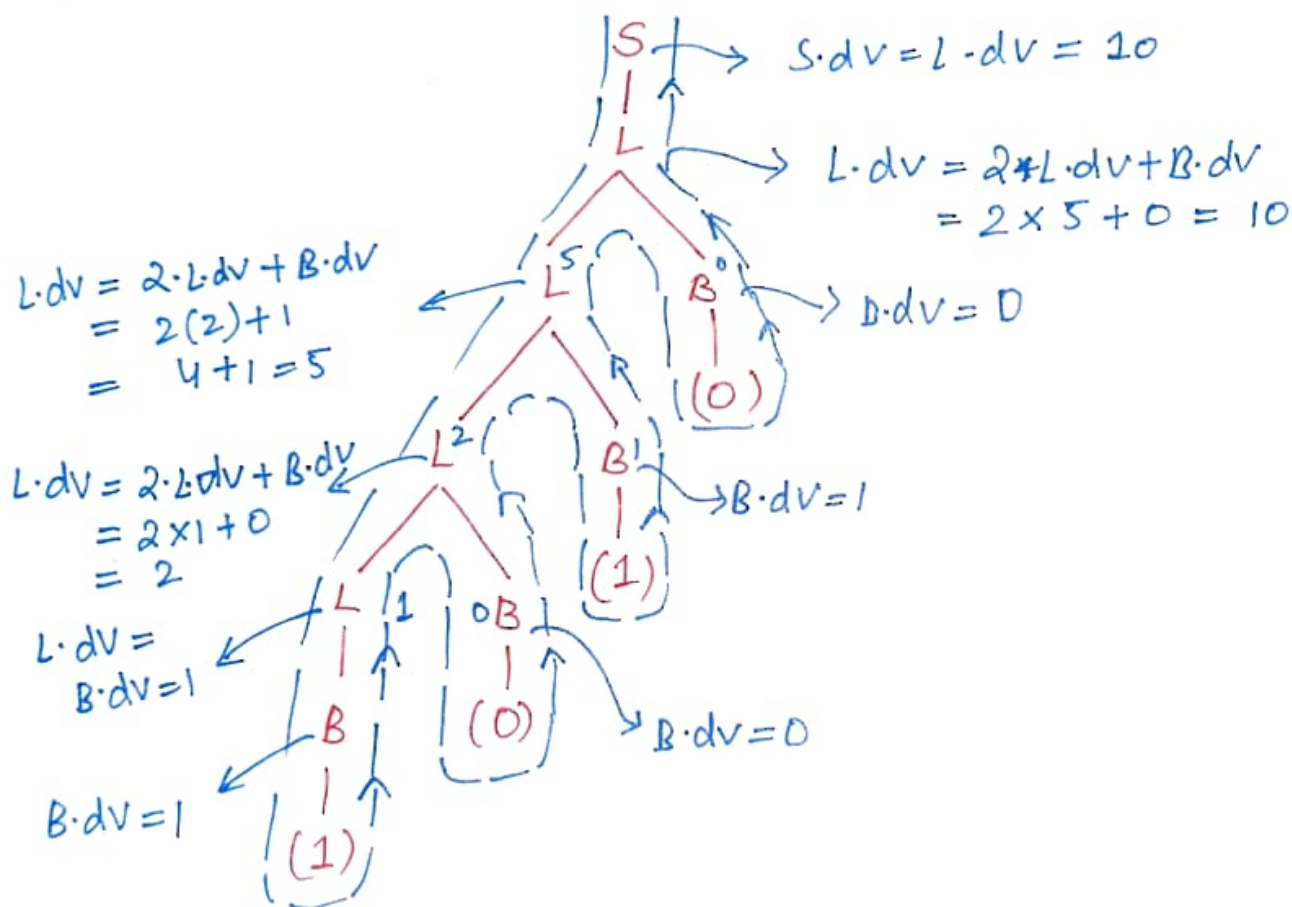 S
S·dV = L·dV = 10
L
L·dV = 2*L·dV + B·dV
= 2 × 5 + 0 = 10
L⁵
B⁰
L·dV = 2·L·dV + B·dV
= 2(2)+1
= 4+1=5
D·dV = 0
(0)
L²
B¹
L·dV = 2·L·dV + B·dV
= 2×1+0
= 2
B·dV=1
(1)
L 1
0B
L·dV =
B·dV=1
B
(0)
B·dV=0
B·dV=1
(1)